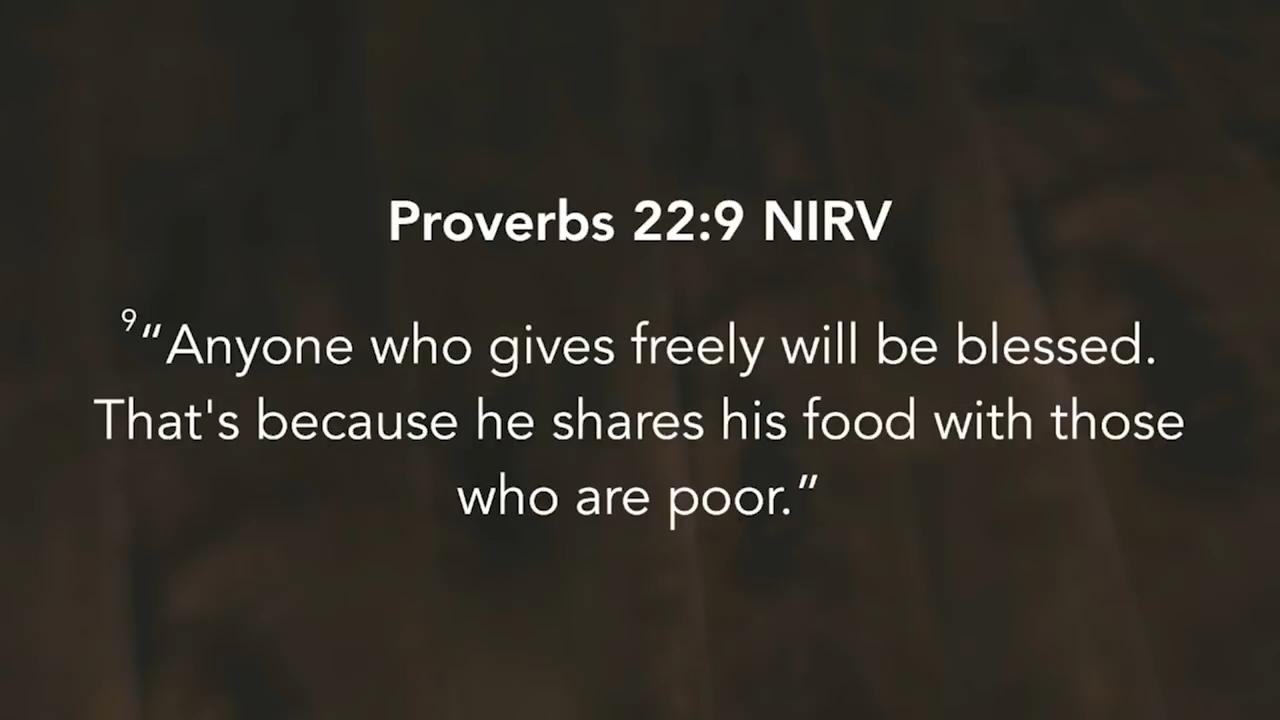 Proverbs 22:9 NIRV
⁹“Anyone who gives freely will be blessed.
That's because he shares his food with those
who are poor.”